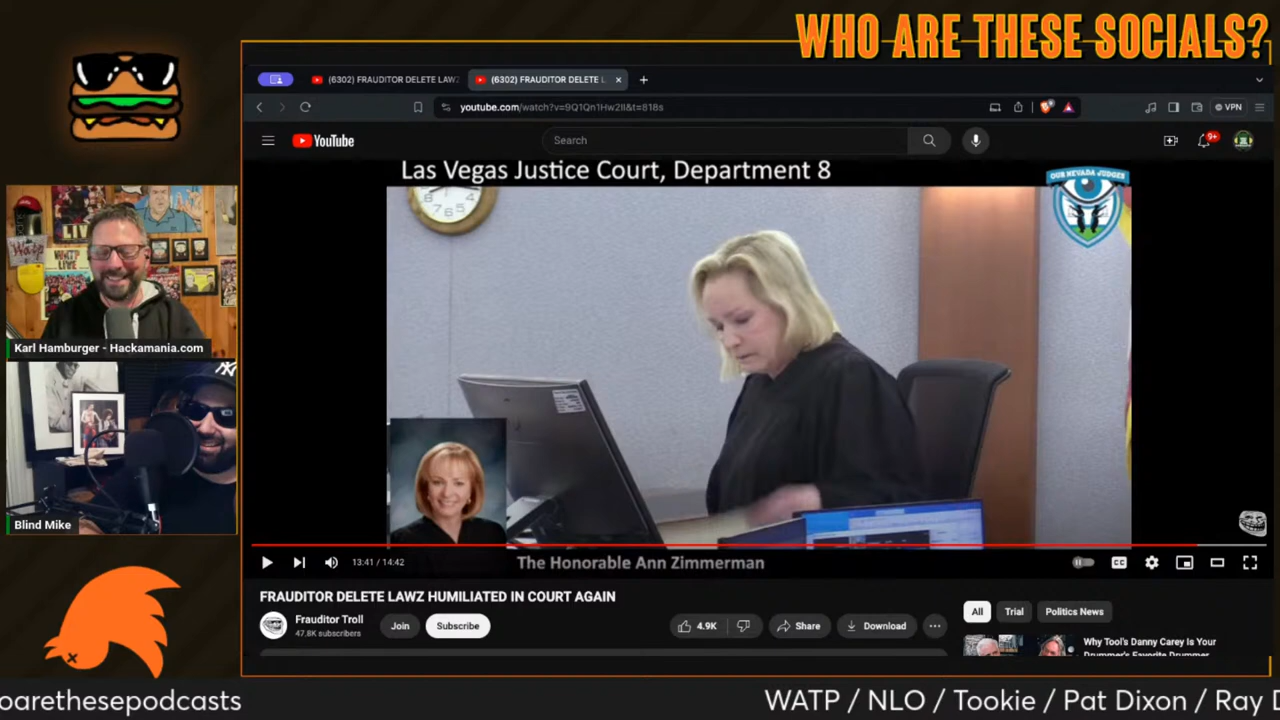 WHO ARE THESE SOCIALS?
(6302) FRAUDITOR DELETE LAWZ
(6302) FRAUDITOR DELETE L
youtube.com/watch?v=9Q1Qn1Hw2lI&t=818s
VPN
YouTube
Search
9+
Las Vegas Justice Court, Department 8
OUR NEVADA JUDGES
LIV
WATP
LIVE
Karl Hamburger - Hackamania.com
Blind Mike
13:41 / 14:42
The Honorable Ann Zimmerman
CC
FRAUDITOR DELETE LAWZ HUMILIATED IN COURT AGAIN
Frauditor Troll
47.8K subscribers
Join
Subscribe
4.9K
Share
Download
All
Trial
Politics News
Why Tool's Danny Carey Is Your
Drummer's Favorite Drummer
oarethesepodcasts
WATP / NLO / Tookie / Pat Dixon / Ray D